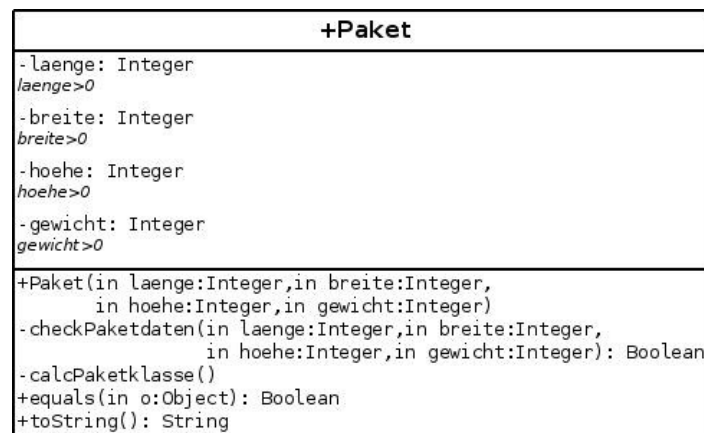 +Paket
-laenge: Integer
laenge>0
-breite: Integer
breite>0
-hoehe: Integer
hoehe>0
-gewicht: Integer
gewicht>0
+Paket(in laenge:Integer,in breite:Integer,
in hoehe:Integer,in gewicht:Integer)
-checkPaketdaten(in laenge:Integer,in breite:Integer,
in hoehe:Integer,in gewicht:Integer): Boolean
-calcPaketklasse()
+equals(in o:Object): Boolean
+toString(): String